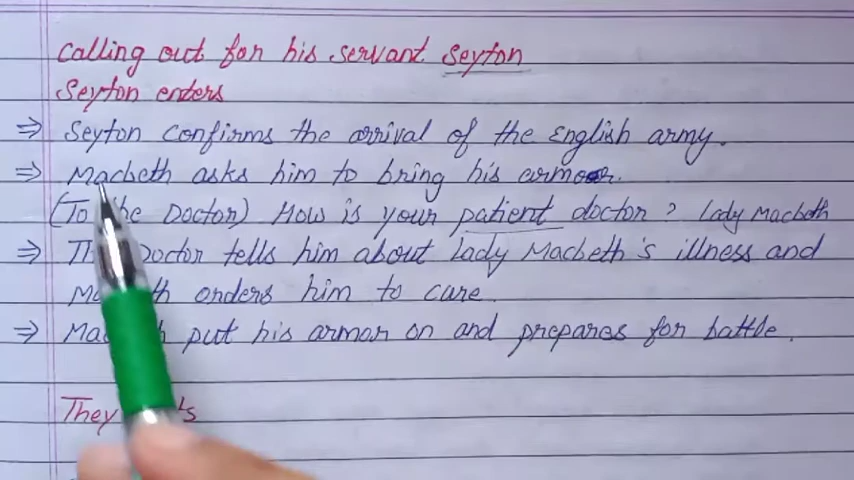 calling out for his servant Seyton
Seyton enters
⇒ Seyton confirms the arrival of the English army.
⇒ Macbeth asks him to bring his armor.
(To the Doctor) How is your patient doctor? Lady Macbeth
⇒ Doctor tells him about Lady Macbeth's illness and
orders him to cure.
⇒ put his armor on and prepares for battle.
They